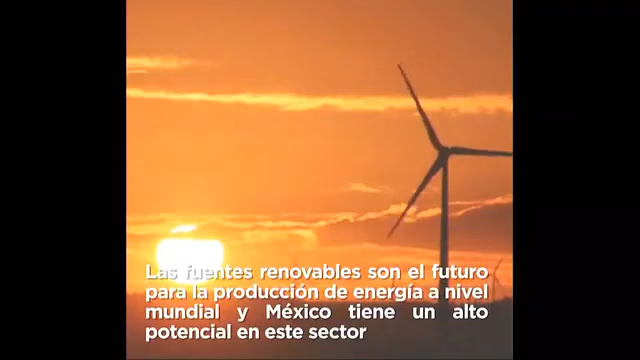 Las fuentes renovables son el futuro
para la producción de energía a nivel
mundial y México tiene un alto
potencial en este sector